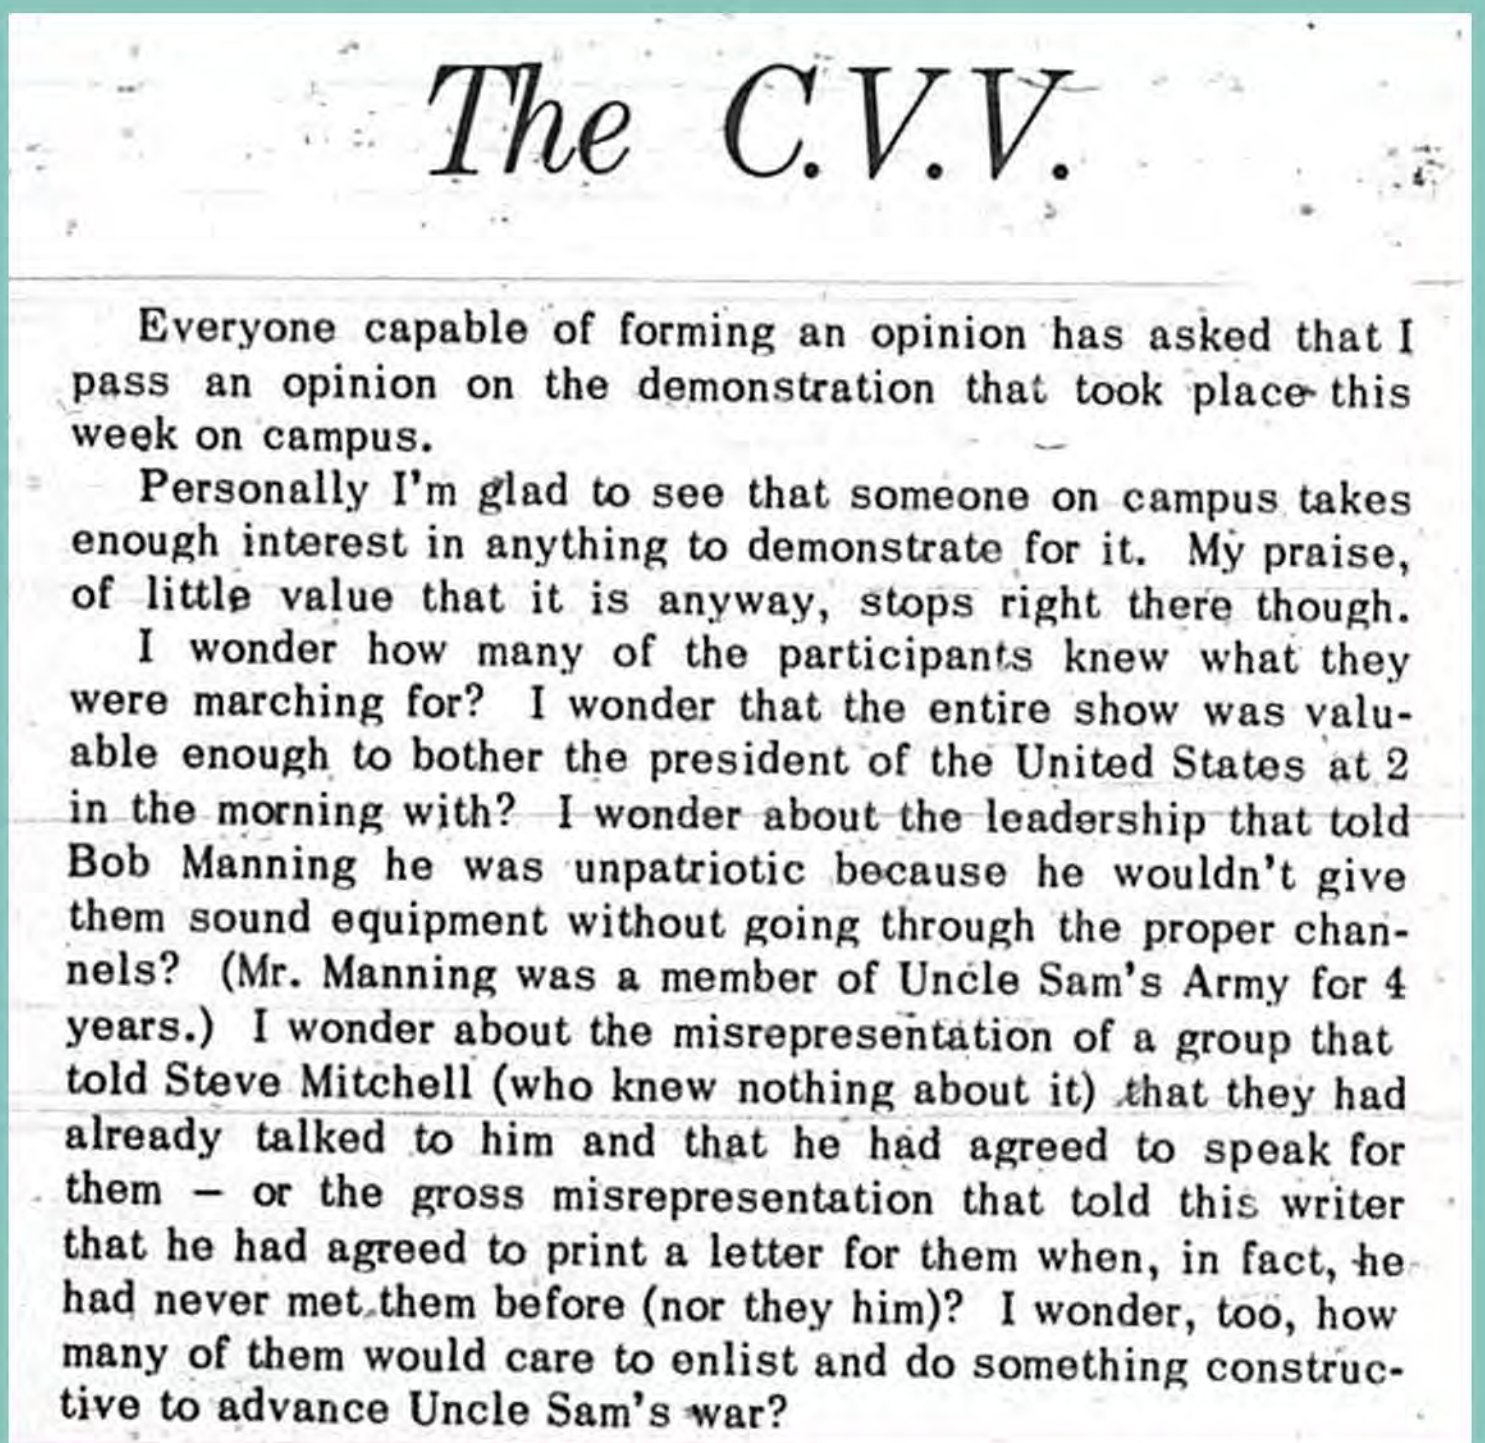 The C.V.V.
Everyone capable of forming an opinion has asked that I
pass an opinion on the demonstration that took place this
week on campus.
Personally I'm glad to see that someone on campus takes
enough interest in anything to demonstrate for it. My praise,
of little value that it is anyway, stops right there though.
I wonder how many of the participants knew what they
were marching for? I wonder that the entire show was valu-
able enough to bother the president of the United States at 2
in the morning with? I wonder about the leadership that told
Bob Manning he was unpatriotic because he wouldn't give
them sound equipment without going through the proper chan-
nels? (Mr. Manning was a member of Uncle Sam's Army for 4
years.) I wonder about the misrepresentation of a group that
told Steve Mitchell (who knew nothing about it) that they had
already talked to him and that he had agreed to speak for
them – or the gross misrepresentation that told this writer
that he had agreed to print a letter for them when, in fact, he
had never met them before (nor they him)? I wonder, too, how
many of them would care to enlist and do something construc-
tive to advance Uncle Sam's war?